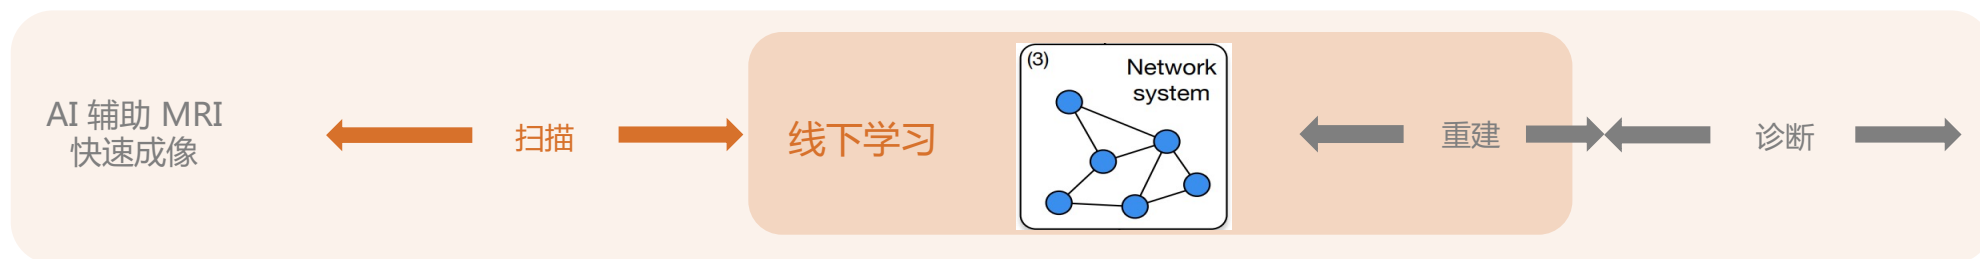 AI 辅助 MRI
快速成像
扫描
线下学习
(3)
Network
system
重建
诊断